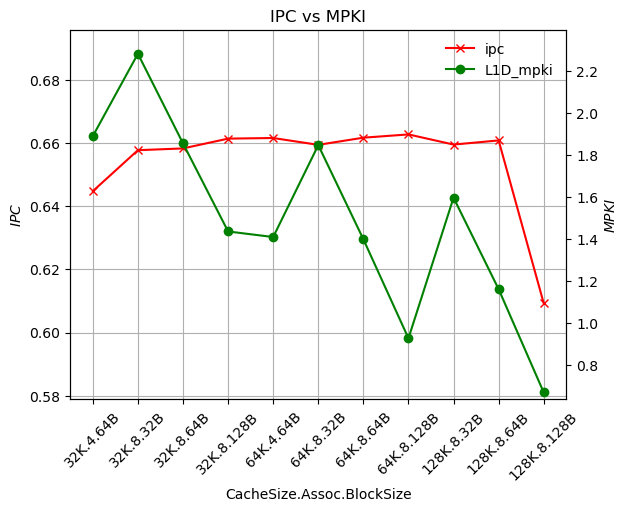 IPC vs MPKI
ipc
L1D_mpki
0.68
0.66
0.64
0.62
0.60
0.58
IPC
2.2
2.0
1.8
1.6
1.4
1.2
1.0
0.8
MPKI
32K.4.64B
32K.8.32B
32K.8.64B
32K.8.128B
64K.4.64B
64K.8.32B
64K.8.64B
64K.8.128B
128K.8.32B
128K.8.64B
128K.8.128B
CacheSize.Assoc.BlockSize